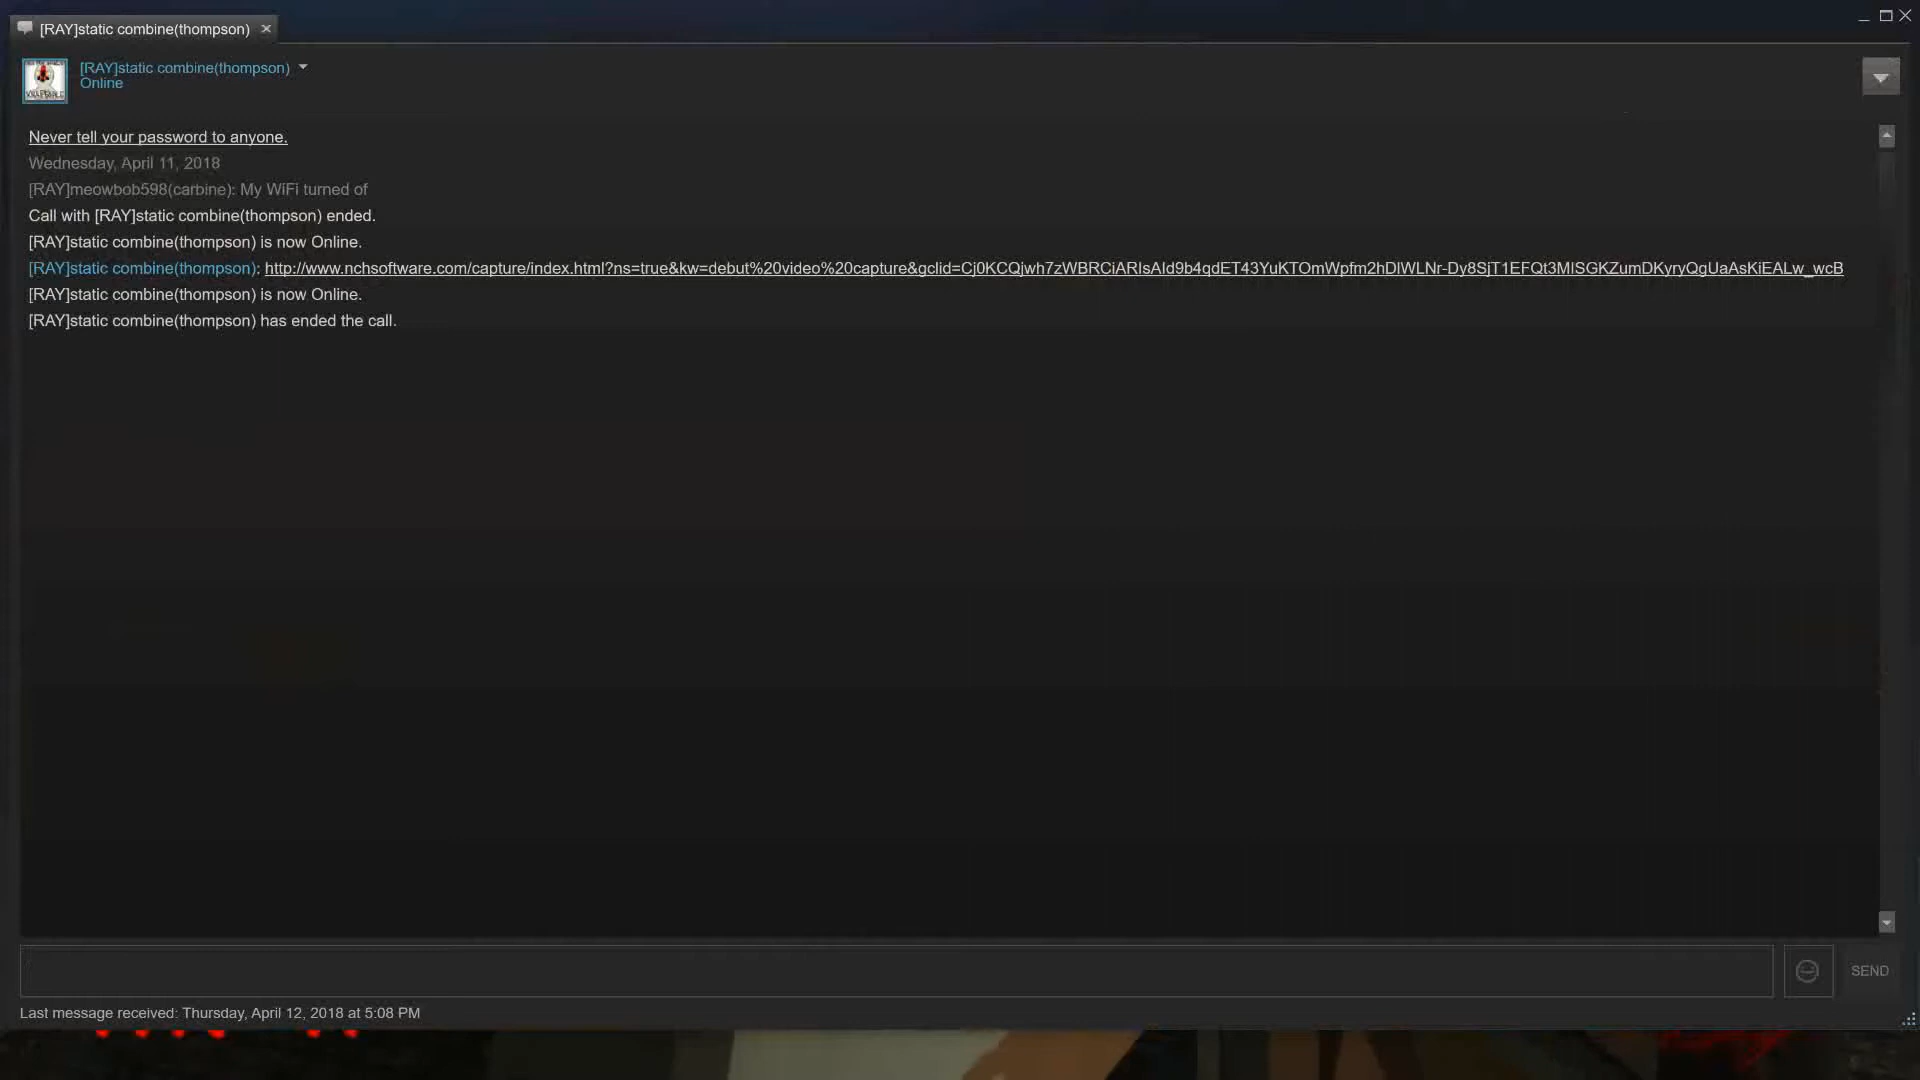 [RAY]static combine(thompson)
[RAY]static combine(thompson)
Online
Never tell your password to anyone.
Wednesday, April 11, 2018
[RAY]meowbob598(carbine): My WiFi turned of
Call with [RAY]static combine(thompson) ended.
[RAY]static combine(thompson) is now Online.
[RAY]static combine(thompson): http://www.nchsoftware.com/capture/index.html?ns=true&kw=debut%20video%20capture&gclid=Cj0KCQjwh7zWBRCiARIsAId9b4qdET43YuKTOmWpfm2hDlWLNr-Dy8SjT1EFQt3MISGKZumDKyryQgUaAsKiEALw_wcB
[RAY]static combine(thompson) is now Online.
[RAY]static combine(thompson) has ended the call.
SEND
Last message received: Thursday, April 12, 2018 at 5:08 PM